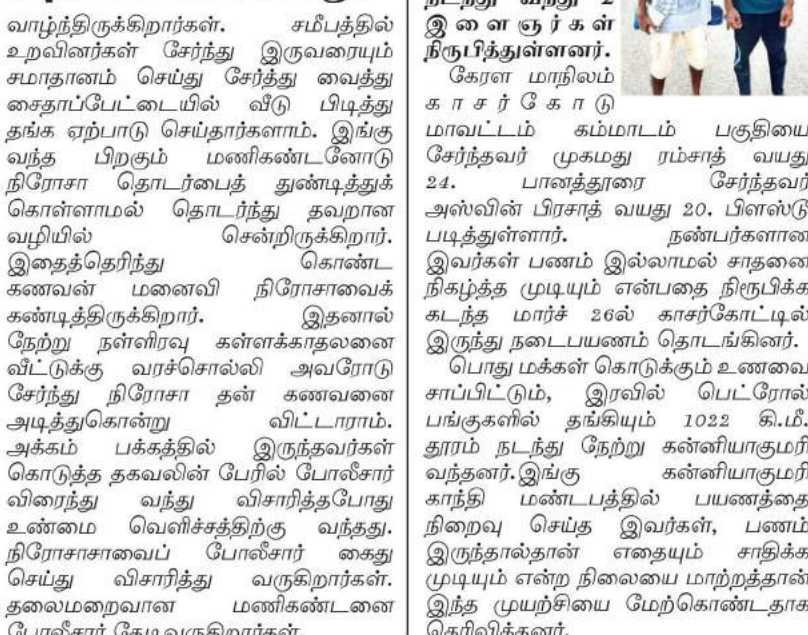 வாழ்ந்திருக்கிறார்கள். சமீபத்தில்
உறவினர்கள் சேர்ந்து இருவரையும்
சமாதானம் செய்து சேர்த்து வைத்து
சைதாப்பேட்டையில் வீடு பிடித்து
தங்க ஏற்பாடு செய்தார்களாம். இங்கு
வந்த பிறகும் மணிகண்டனோடு
நிரோசா தொடர்பைத் துண்டித்துக்
கொள்ளாமல் தொடர்ந்து தவறான
வழியில் சென்றிருக்கிறார்.
இதைத்தெரிந்து கொண்ட
கணவன் மனைவி நிரோசாவைக்
கண்டித்திருக்கிறார். இதனால்
நேற்று நள்ளிரவு கள்ளக்காதலனை
வீட்டுக்கு வரச்சொல்லி அவரோடு
சேர்ந்து நிரோசா தன் கணவனை
அடித்துகொன்று விட்டாராம்.
அக்கம் பக்கத்தில் இருந்தவர்கள்
கொடுத்த தகவலின் பேரில் போலீசார்
விரைந்து வந்து விசாரித்தபோது
உண்மை வெளிச்சத்திற்கு வந்தது.
நிரோசாசாவைப் போலீசார் கைது
செய்து விசாரித்து வருகிறார்கள்.
தலைமறைவான மணிகண்டனை
போலீசார் தேடிவருகிறார்கள்.
நடந்து வந்து 2
இளைஞர்கள்
நிரூபித்துள்ளனர்.
கேரள மாநிலம்
காசர்கோடு
மாவட்டம் கம்மாடம் பகுதியை
சேர்ந்தவர் முகமது ரம்சாத் வயது
24. பானத்தூரை சேர்ந்தவர்
அஸ்வின் பிரசாத் வயது 20. பிளஸ்டூ
படித்துள்ளார். நண்பர்களான
இவர்கள் பணம் இல்லாமல் சாதனை
நிகழ்த்த முடியும் என்பதை நிரூபிக்க
கடந்த மார்ச் 26ல் காசர்கோட்டில்
இருந்து நடைபயணம் தொடங்கினர்.
பொது மக்கள் கொடுக்கும் உணவை
சாப்பிட்டும், இரவில் பெட்ரோல்
பங்குகளில் தங்கியும் 1022 கி.மீ.
தூரம் நடந்து நேற்று கன்னியாகுமரி
வந்தனர்.இங்கு கன்னியாகுமரி
காந்தி மண்டபத்தில் பயணத்தை
நிறைவு செய்த இவர்கள், பணம்
இருந்தால்தான் எதையும் சாதிக்க
முடியும் என்ற நிலையை மாற்றத்தான்
இந்த முயற்சியை மேற்கொண்டதாக
தெரிவித்தனர்.